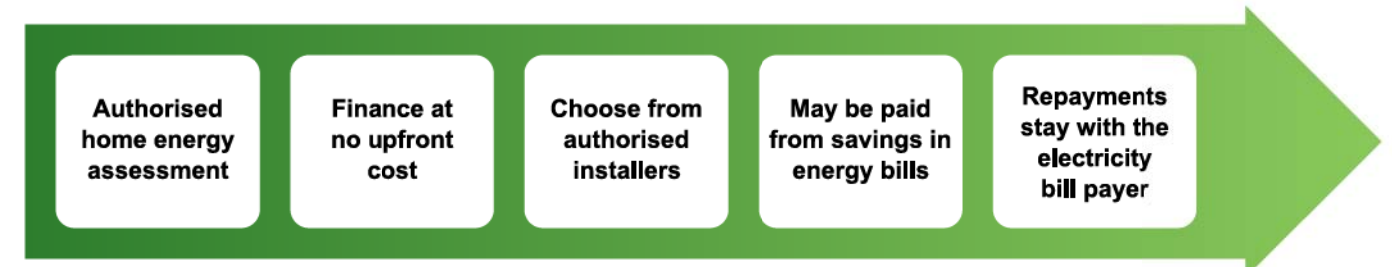 Authorised
home energy
assessment
Finance at
no upfront
cost
Choose from
authorised
installers
May be paid
from savings in
energy bills
Repayments
stay with the
electricity
bill payer